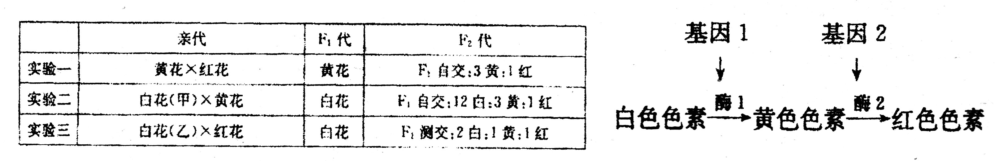 亲代 F₁代 F₂代
实验一 黄花×红花 黄花 F₁自交:3黄:1红
实验二 白花(甲)×黄花 白花 F₁自交:12白:3黄:1红
实验三 白花(乙)×红花 白花 F₁测交:2白:1黄:1红
基因1 基因2
酶1 酶2
白色色素 黄色色素 红色色素